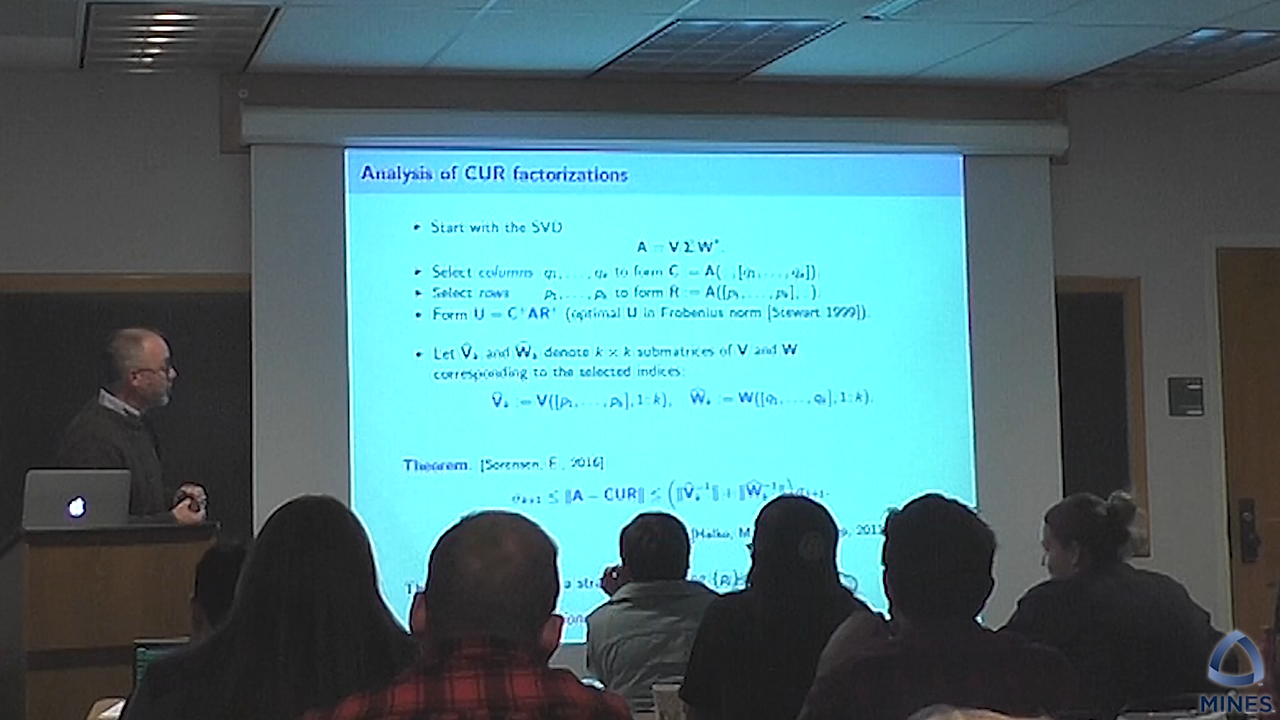 Analysis of CUR factorizations
Start with the SVD
A = VΣW*.
Select columns q₁, . . . , qₖ to form C := A(:, [q₁, . . . , qₖ]).
Select rows p₁, . . . , pₖ to form R := A([p₁, . . . , pₖ], :).
Form U = C⁺AR⁺ (optimal U in Frobenius norm [Stewart 1999]).
Let V̂ₖ and Ŵₖ denote k × k submatrices of V and W
corresponding to the selected indices:
V̂ₖ := V([p₁, . . . , pₖ], 1 : k), Ŵₖ := W([q₁, . . . , qₖ], 1 : k).
Theorem. [Sorensen, E., 2016]
σₖ₊₁ ≤ ‖A − CUR‖ ≤ (‖V̂ₖ⁻¹‖ + ‖Ŵₖ⁻¹‖)σₖ₊₁.
[Halko, 201
a
MINES